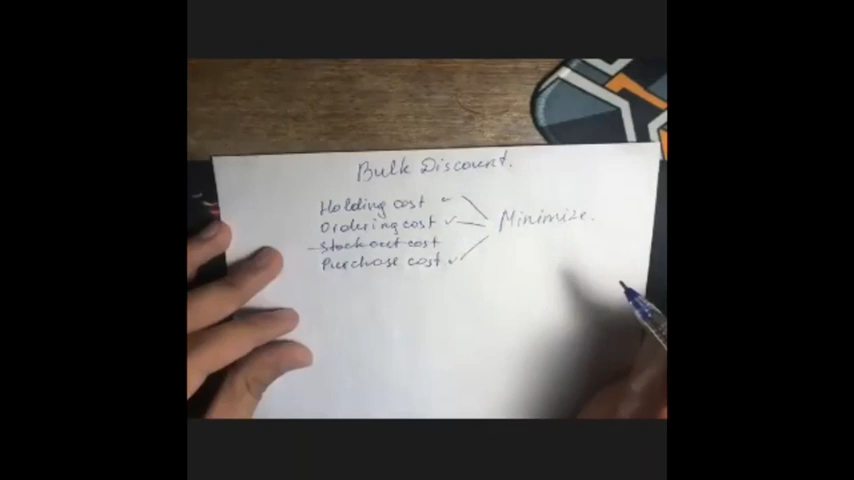 Bulk Discount.
Holding cost
Ordering cost
Stock out cost
Purchase cost
Minimize.